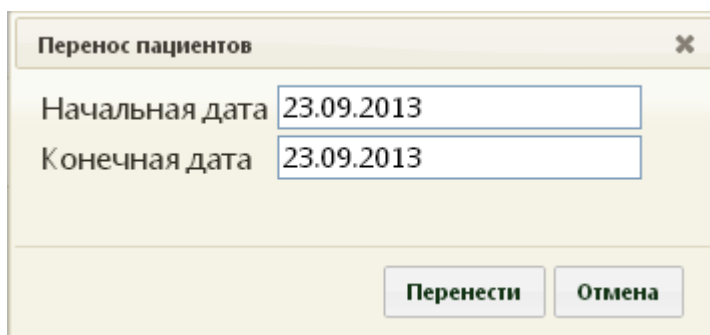 Перенос пациентов
Начальная дата 23.09.2013
Конечная дата 23.09.2013
Перенести Отмена